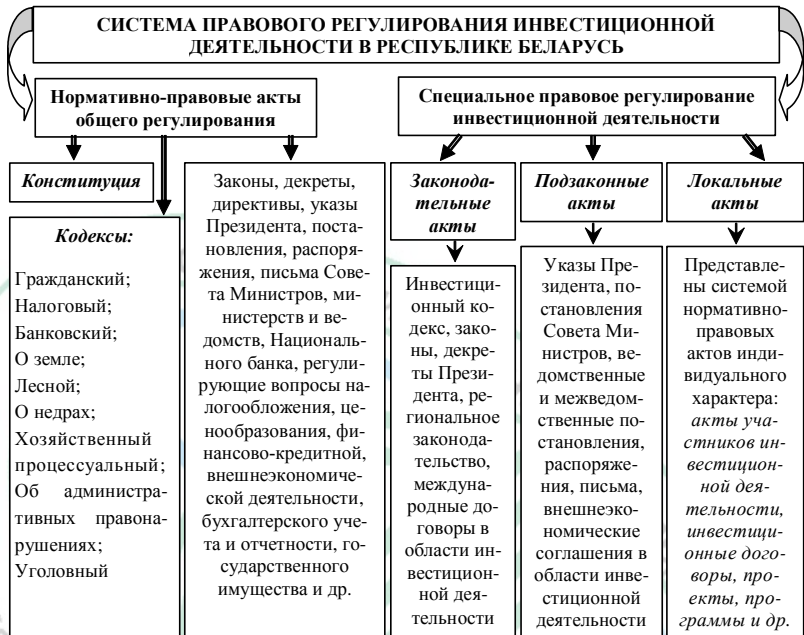 СИСТЕМА ПРАВОВОГО РЕГУЛИРОВАНИЯ ИНВЕСТИЦИОННОЙ
ДЕЯТЕЛЬНОСТИ В РЕСПУБЛИКЕ БЕЛАРУСЬ
Нормативно-правовые акты
общего регулирования
Специальное правовое регулирование
инвестиционной деятельности
Конституция
Кодексы:
Гражданский;
Налоговый;
Банковский;
О земле;
Лесной;
О недрах;
Хозяйственный
процессуальный;
Об администра-
тивных правона-
рушениях;
Уголовный
Законы, декреты,
директивы, указы
Президента, поста-
новления, распоря-
жения, письма Сове-
та Министров, ми-
нистерств и ве-
домств, Националь-
ного банка, регули-
рующие вопросы на-
логообложения, це-
нообразования, фи-
нансово-кредитной,
внешнеэкономиче-
ской деятельности,
бухгалтерского уче-
та и отчетности, го-
сударственного
имущества и др.
Законода-
тельные
акты
Инвестици-
онный ко-
декс, зако-
ны, декре-
ты Прези-
дента, ре-
гиональное
законода-
тельство,
междуна-
родные до-
говоры в
области ин-
вестицион-
ной дея-
тельности
Подзаконные
акты
Указы Пре-
зидента, по-
становления
Совета Ми-
нистров, ве-
домственные
и межведом-
ственные по-
становления,
распоряже-
ния, письма,
внешнеэко-
номические
соглашения в
области инве-
стиционной
деятельности
Локальные
акты
Представле-
ны системой
нормативно-
правовых
актов инди-
видуального
характера:
акты уча-
стников ин-
вестицион-
ной дея-
тельности,
инвестици-
онные дого-
воры, про-
екты, про-
граммы и др.